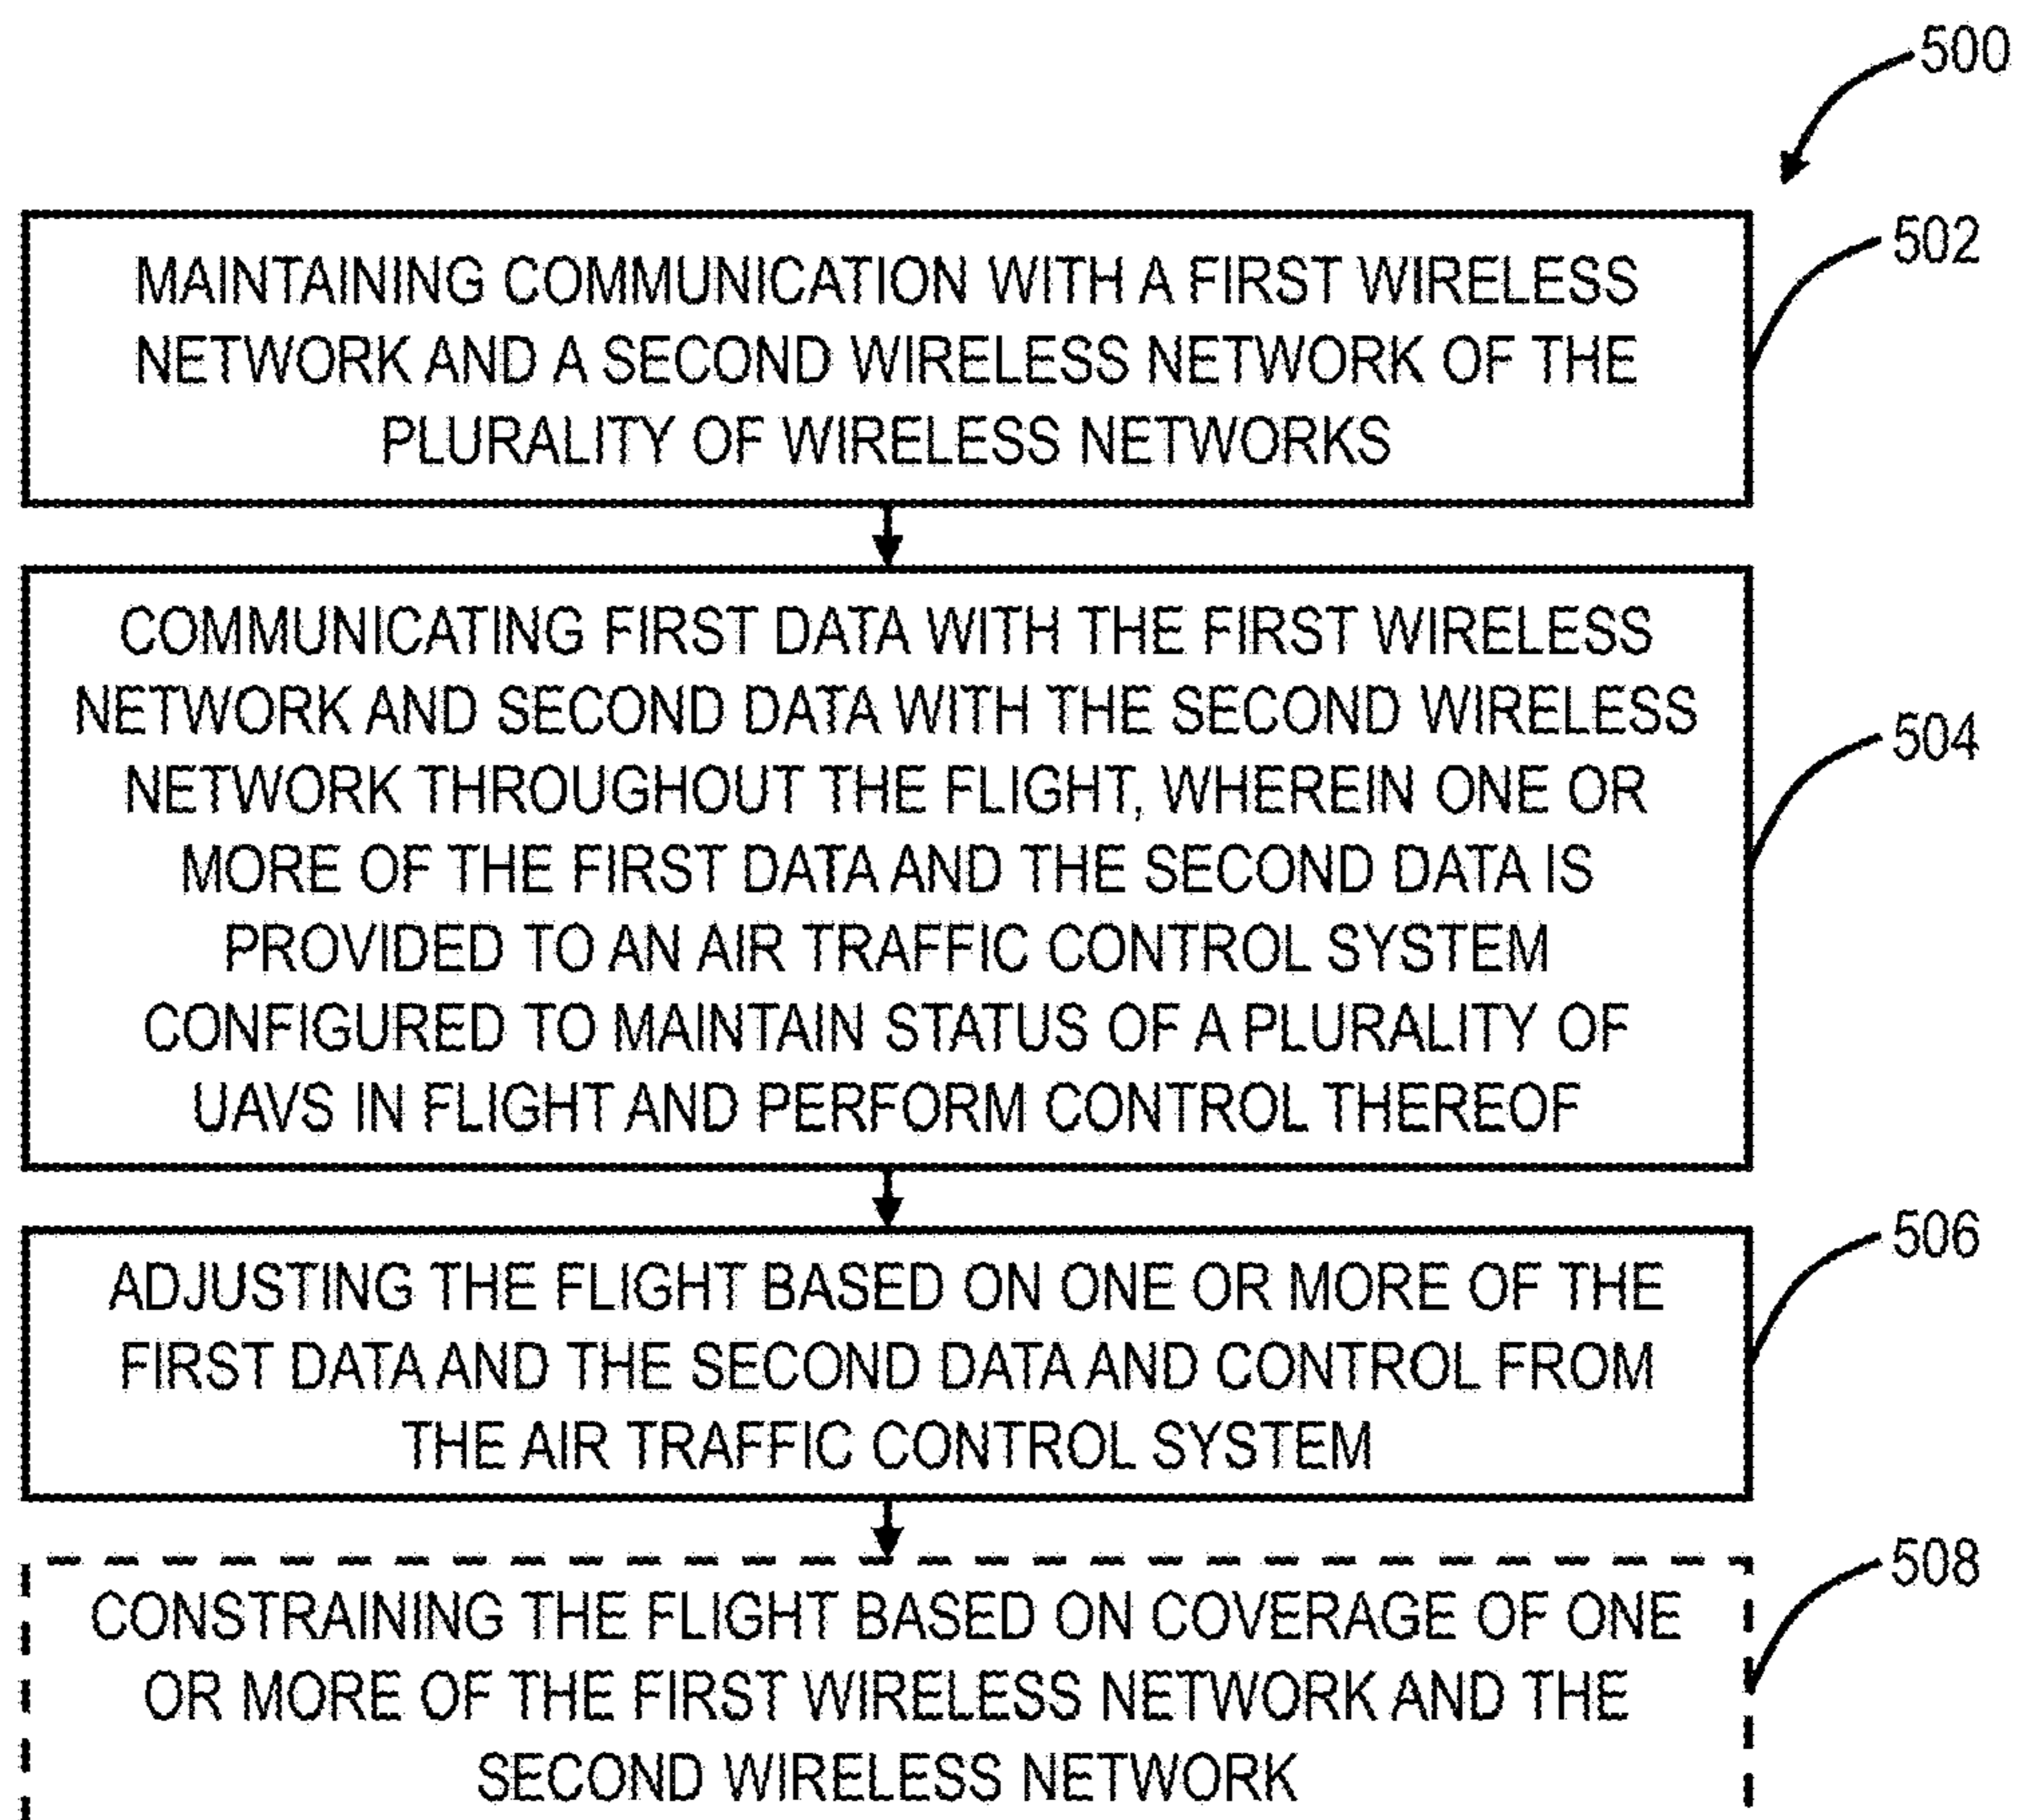 500
502
MAINTAINING COMMUNICATION WITH A FIRST WIRELESS
NETWORK AND A SECOND WIRELESS NETWORK OF THE
PLURALITY OF WIRELESS NETWORKS
504
COMMUNICATING FIRST DATA WITH THE FIRST WIRELESS
NETWORK AND SECOND DATA WITH THE SECOND WIRELESS
NETWORK THROUGHOUT THE FLIGHT, WHEREIN ONE OR
MORE OF THE FIRST DATA AND THE SECOND DATA IS
PROVIDED TO AN AIR TRAFFIC CONTROL SYSTEM
CONFIGURED TO MAINTAIN STATUS OF A PLURALITY OF
UAVS IN FLIGHT AND PERFORM CONTROL THEREOF
506
ADJUSTING THE FLIGHT BASED ON ONE OR MORE OF THE
FIRST DATA AND THE SECOND DATA AND CONTROL FROM
THE AIR TRAFFIC CONTROL SYSTEM
508
CONSTRAINING THE FLIGHT BASED ON COVERAGE OF ONE
OR MORE OF THE FIRST WIRELESS NETWORK AND THE
SECOND WIRELESS NETWORK